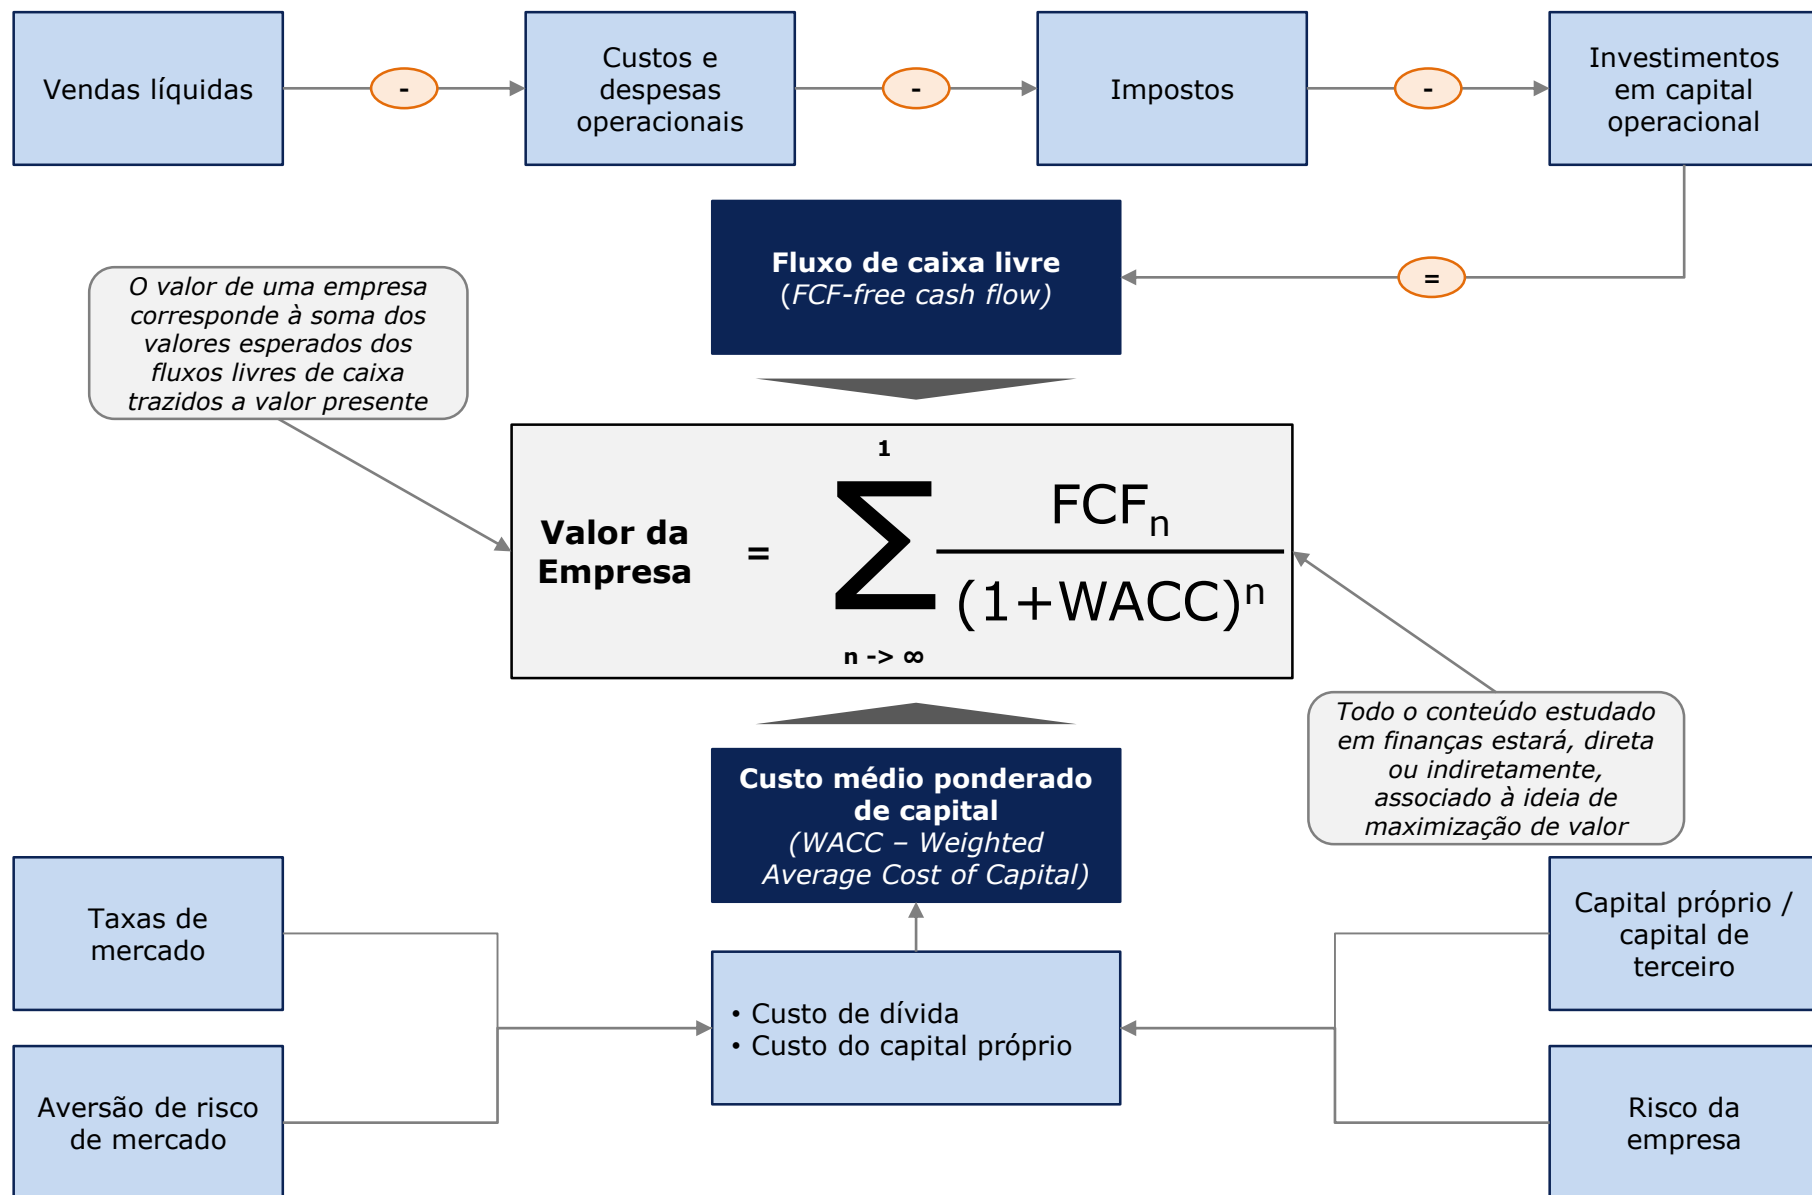 Vendas líquidas
-
Custos e
despesas
operacionais
-
Impostos
-
Investimentos
em capital
operacional
Fluxo de caixa livre
(FCF-free cash flow)
=
O valor de uma empresa
corresponde à soma dos
valores esperados dos
fluxos livres de caixa
trazidos a valor presente
Valor da
Empresa
=
1
∑
n -> ∞
FCFn
(1+WACC)n
Todo o conteúdo estudado
em finanças estará, direta
ou indiretamente,
associado à ideia de
maximização de valor
Custo médio ponderado
de capital
(WACC – Weighted
Average Cost of Capital)
Taxas de
mercado
Aversão de risco
de mercado
• Custo de dívida
• Custo do capital próprio
Capital próprio /
capital de
terceiro
Risco da
empresa